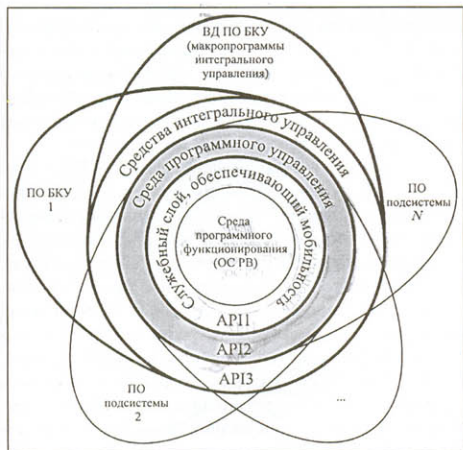 ВД ПО БКУ
(макропрограммы
интегрального
управления)
Средства интегрального управления
Среда программного управления
Служебный слой, обеспечивающий мобильность
ПО БКУ
1
ПО
подсистемы
N
Среда
программного
функционирования
(ОС РВ)
API1
API2
API3
ПО
подсистемы
2
...